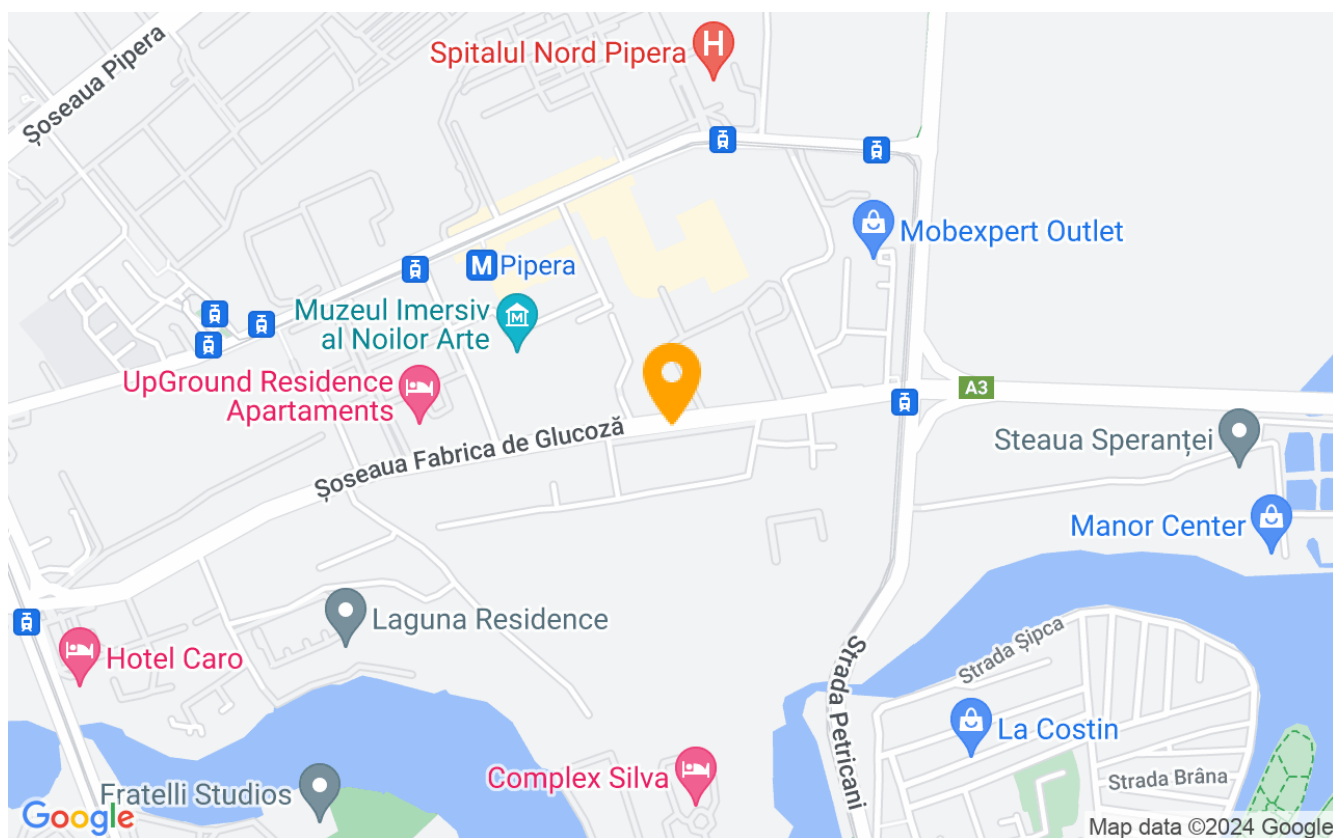 Șoseaua Pipera
Spitalul Nord Pipera
H
Mobexpert Outlet
M Pipera
Muzeul Imersiv
al Noilor Arte
M
UpGround Residence
Apartaments
A3
Șoseaua Fabrica de Glucoză
Steaua Speranței
Manor Center
Laguna Residence
Hotel Caro
Strada Șipca
Strada Petricani
La Costin
Complex Silva
Strada Brâna
Fratelli Studios
Google
Map data ©2024 Google